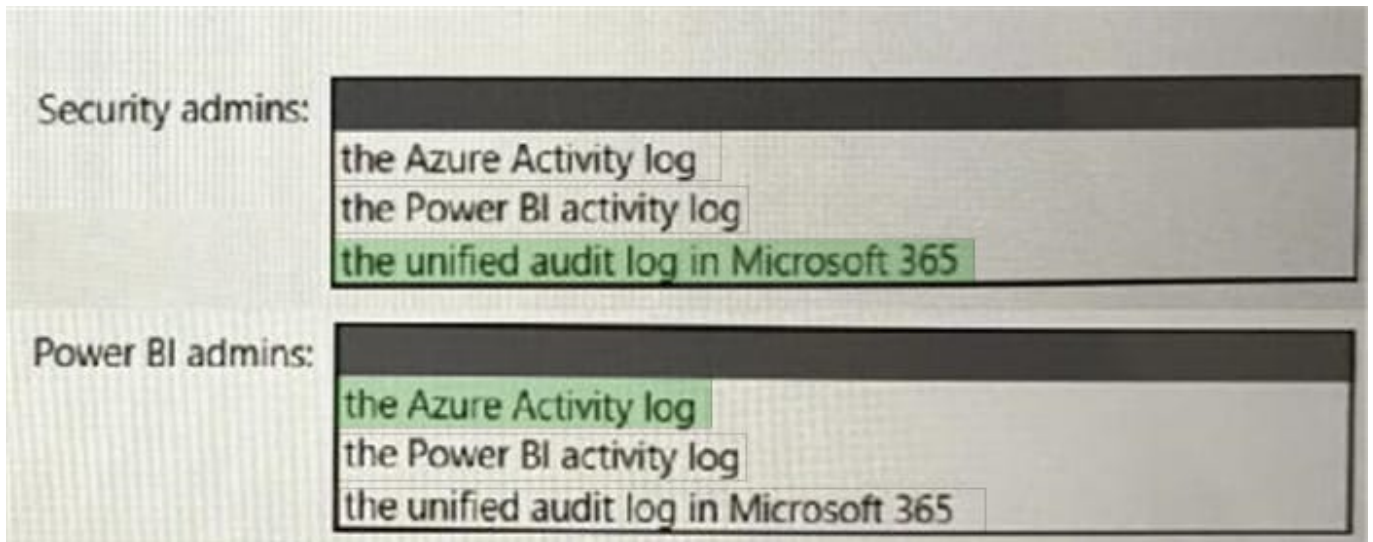 Security admins:
the Azure Activity log
the Power BI activity log
the unified audit log in Microsoft 365
Power BI admins:
the Azure Activity log
the Power BI activity log
the unified audit log in Microsoft 365